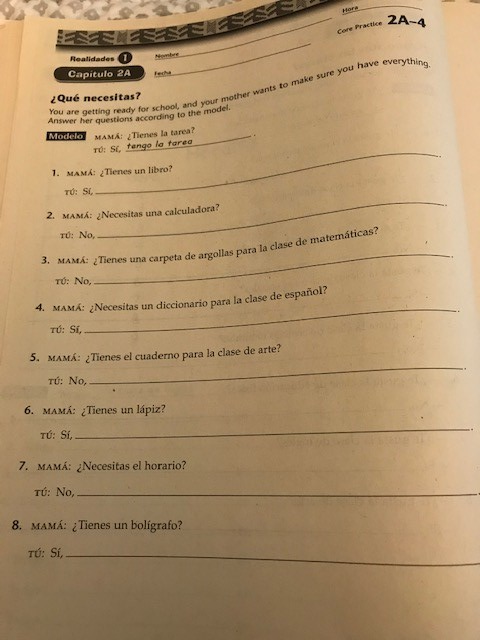 Hora
Core Practice 2A–4
Realidades 1
Nombre
Capítulo 2A
Fecha
¿Qué necesitas?
You are getting ready for school, and your mother wants to make sure you have everything.
Answer her questions according to the model.
Modelo MAMÁ: ¿Tienes la tarea?
TÚ: Sí, tengo la tarea.
1. MAMÁ: ¿Tienes un libro?
TÚ: Sí, .
2. MAMÁ: ¿Necesitas una calculadora?
TÚ: No, .
3. MAMÁ: ¿Tienes una carpeta de argollas para la clase de matemáticas?
TÚ: No, .
4. MAMÁ: ¿Necesitas un diccionario para la clase de español?
TÚ: Sí, .
5. MAMÁ: ¿Tienes el cuaderno para la clase de arte?
TÚ: No, .
6. MAMÁ: ¿Tienes un lápiz?
TÚ: Sí, .
7. MAMÁ: ¿Necesitas el horario?
TÚ: No, .
8. MAMÁ: ¿Tienes un bolígrafo?
TÚ: Sí,